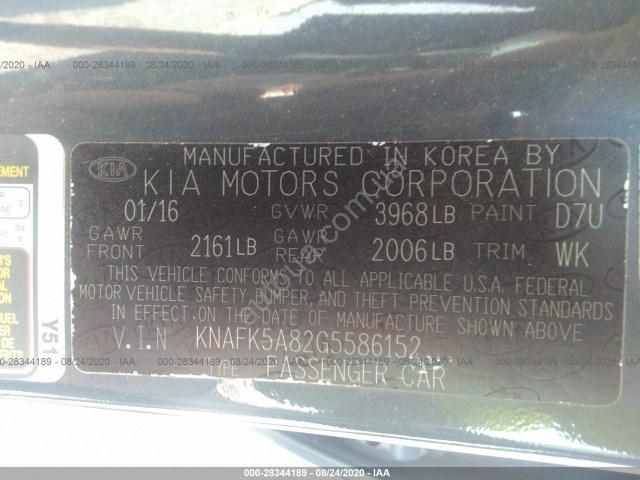 000-28344189 - 08/24/2020 - IAA
EMENT
KIA
MANUFACTURED IN KOREA BY
KIA MOTORS CORPORATION
01/16 GVWR 3968LB PAINT D7U
GAWR FRONT 2161LB GAWR REAR 2006LB TRIM WK
THIS VEHICLE CONFORMS TO ALL APPLICABLE U.S.A. FEDERAL
MOTOR VEHICLE SAFETY, BUMPER, AND THEFT PREVENTION STANDARDS
IN EFFECT ON THE DATE OF MANUFACTURE SHOWN ABOVE.
V.I.N KNAFK5A82G5586152
PASSENGER CAR
Y51
000-28344189 - 08/24/2020 - IAA